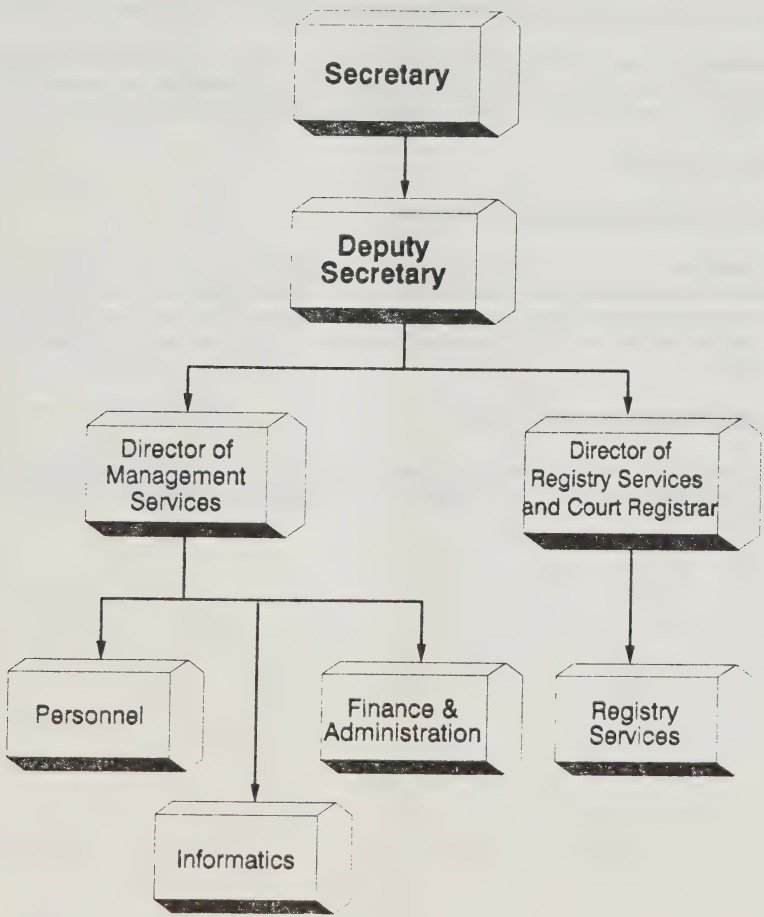 Secretary
Deputy
Secretary
Director of
Management
Services
Director of
Registry Services
and Court Registrar
Personnel
Finance &
Administration
Registry
Services
Informatics